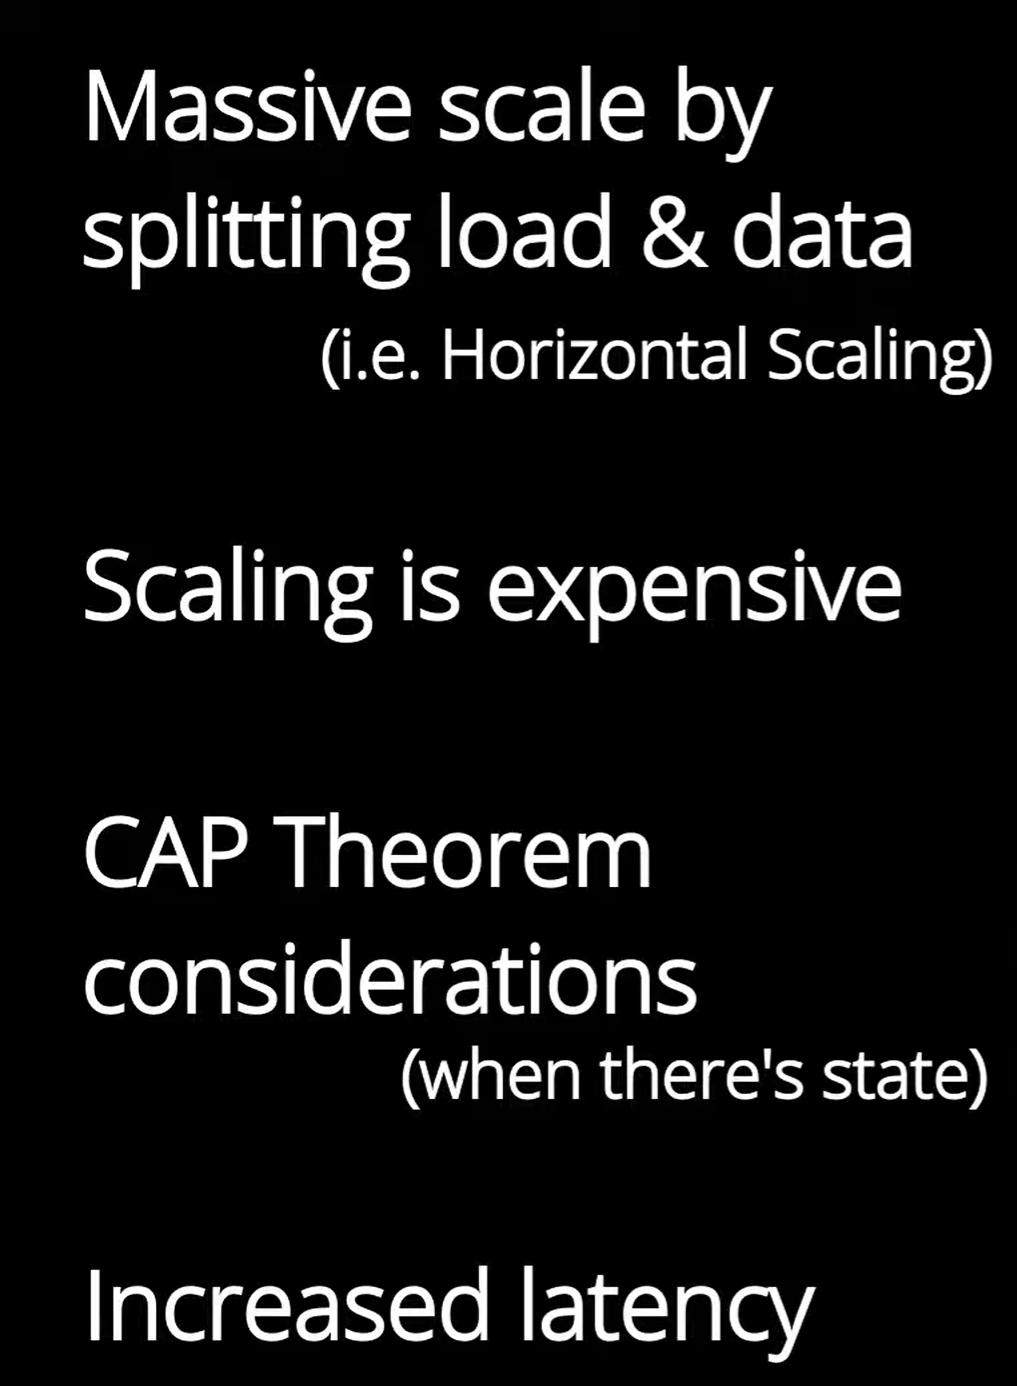 Massive scale by
splitting load & data
(i.e. Horizontal Scaling)
Scaling is expensive
CAP Theorem
considerations
(when there's state)
Increased latency